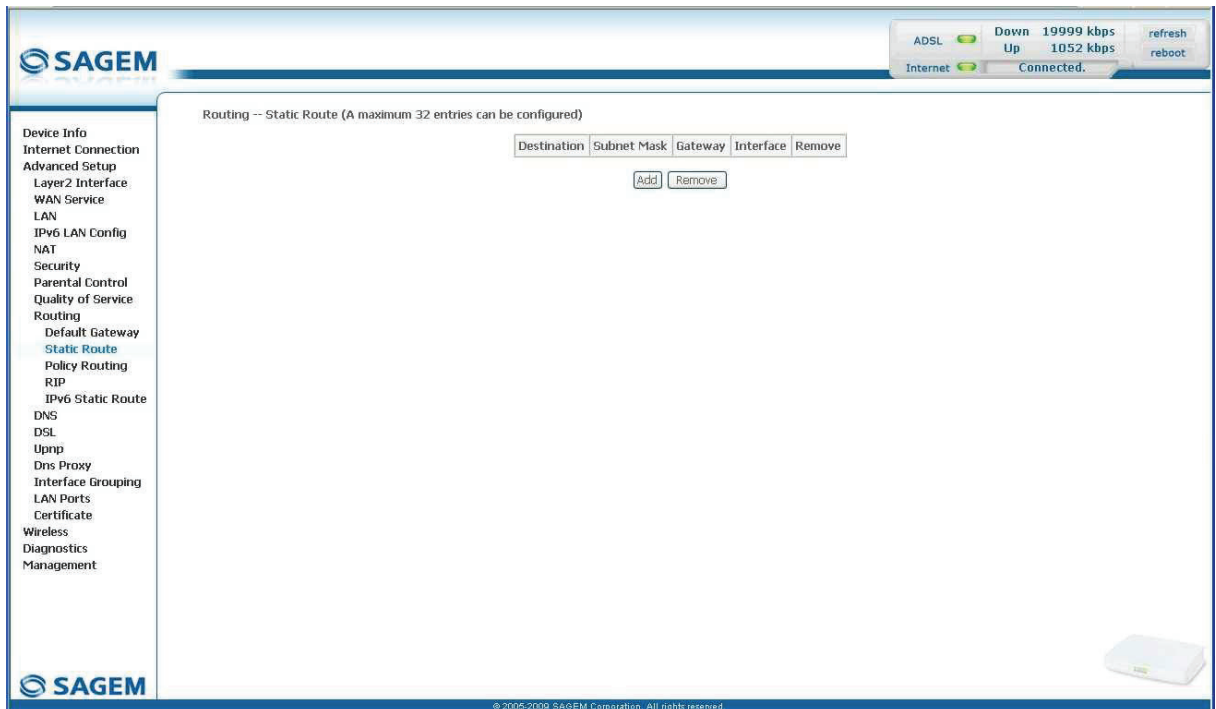 SAGEM
ADSL Down 19999 kbps refresh
Up 1052 kbps reboot
Internet Connected.
Routing -- Static Route (A maximum 32 entries can be configured)
Destination Subnet Mask Gateway Interface Remove
Add Remove
Device Info
Internet Connection
Advanced Setup
Layer2 Interface
WAN Service
LAN
IPv6 LAN Config
NAT
Security
Parental Control
Quality of Service
Routing
Default Gateway
Static Route
Policy Routing
RIP
IPv6 Static Route
DNS
DSL
Upnp
Dns Proxy
Interface Grouping
LAN Ports
Certificate
Wireless
Diagnostics
Management
SAGEM
© 2005-2009 SAGEM Corporation. All rights reserved.